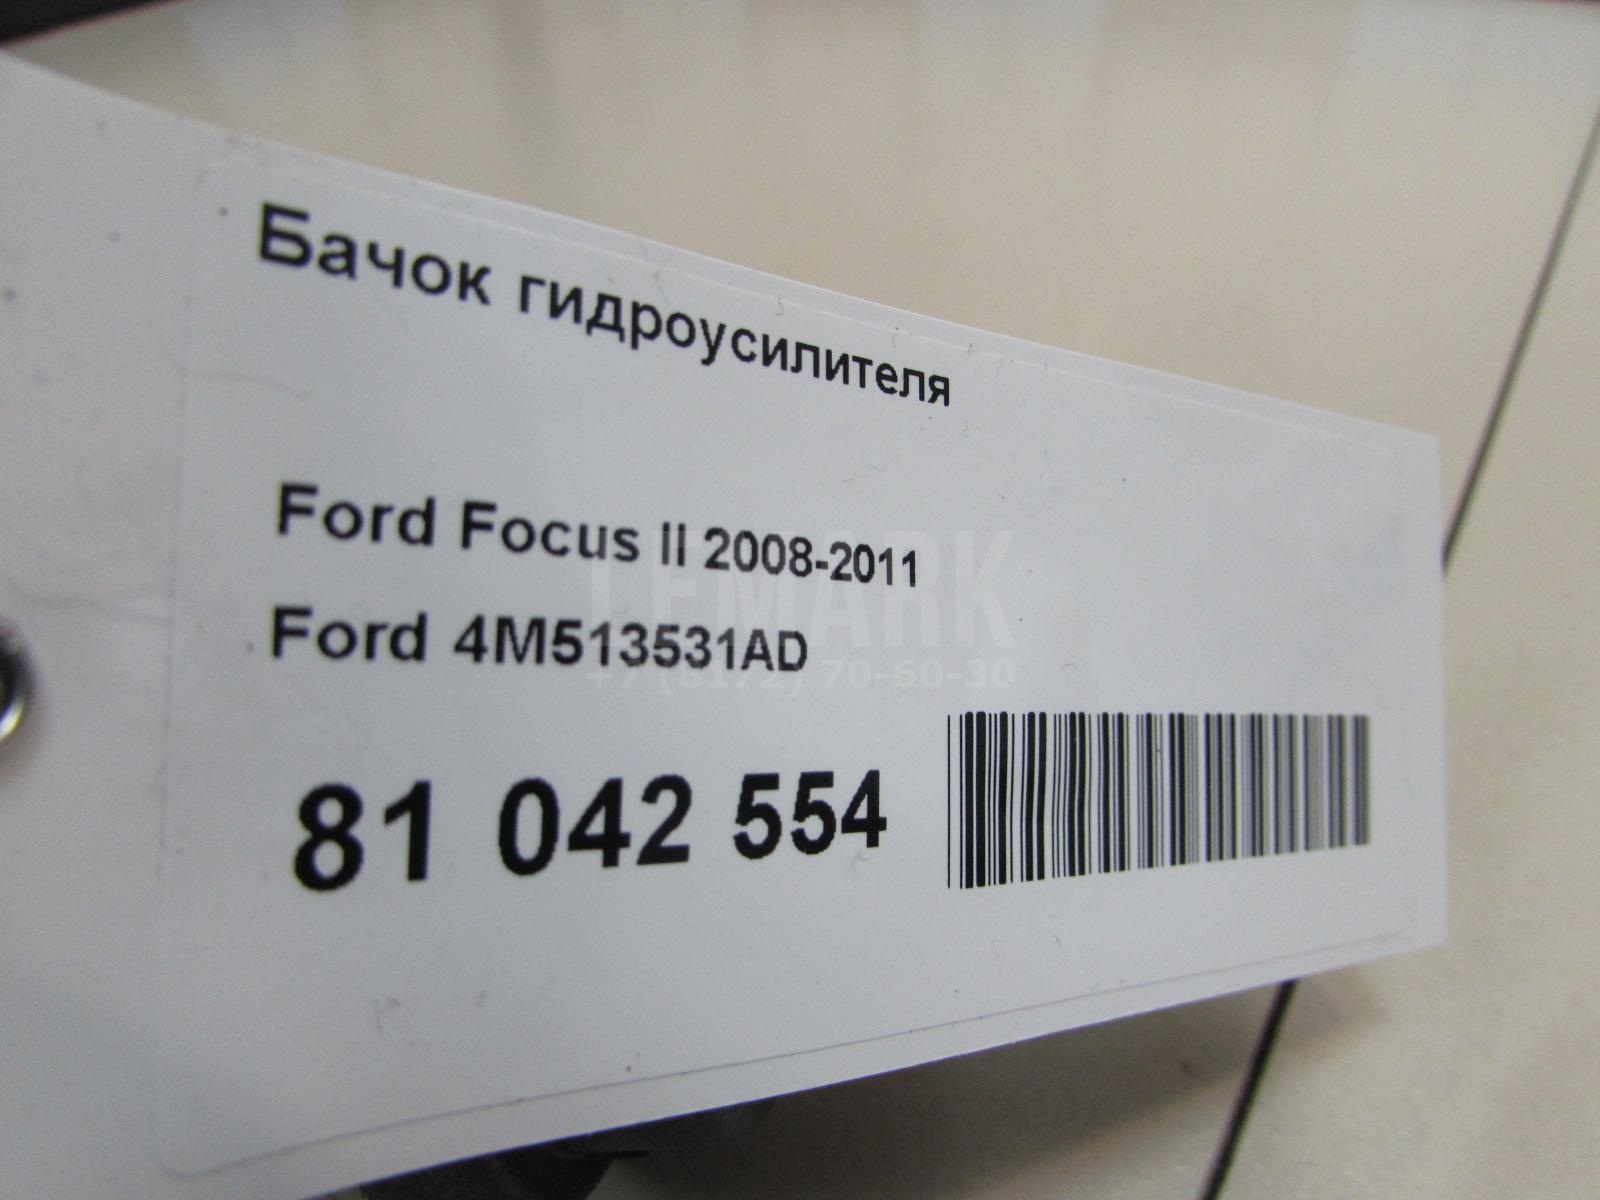 Бачок гидроусилителя
Ford Focus II 2008-2011
Ford 4M513531AD
LEMARK
+7 (8172) 70-60-30
81 042 554